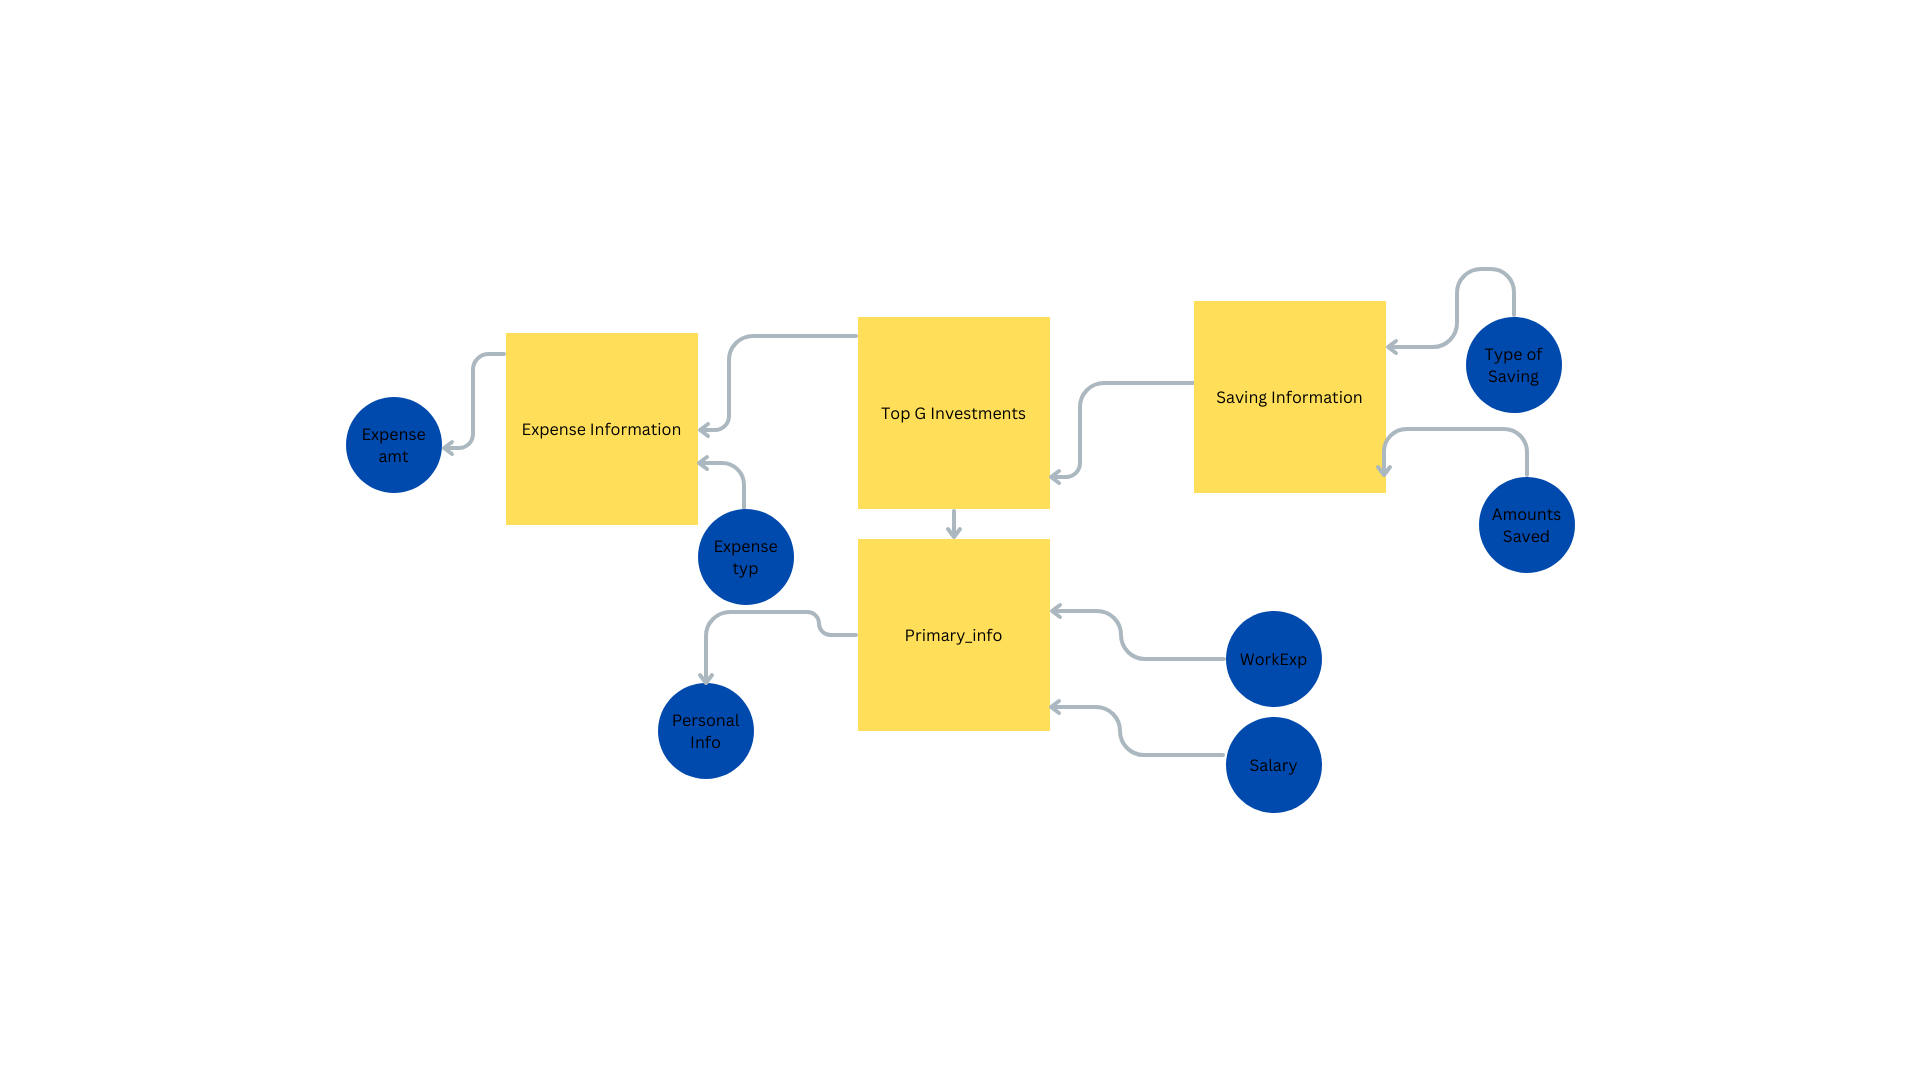 Type of
Saving
Saving Information
Top G Investments
Expense Information
Expense
amt
Amounts
Saved
Expense
typ
Primary_info
WorkExp
Personal
Info
Salary